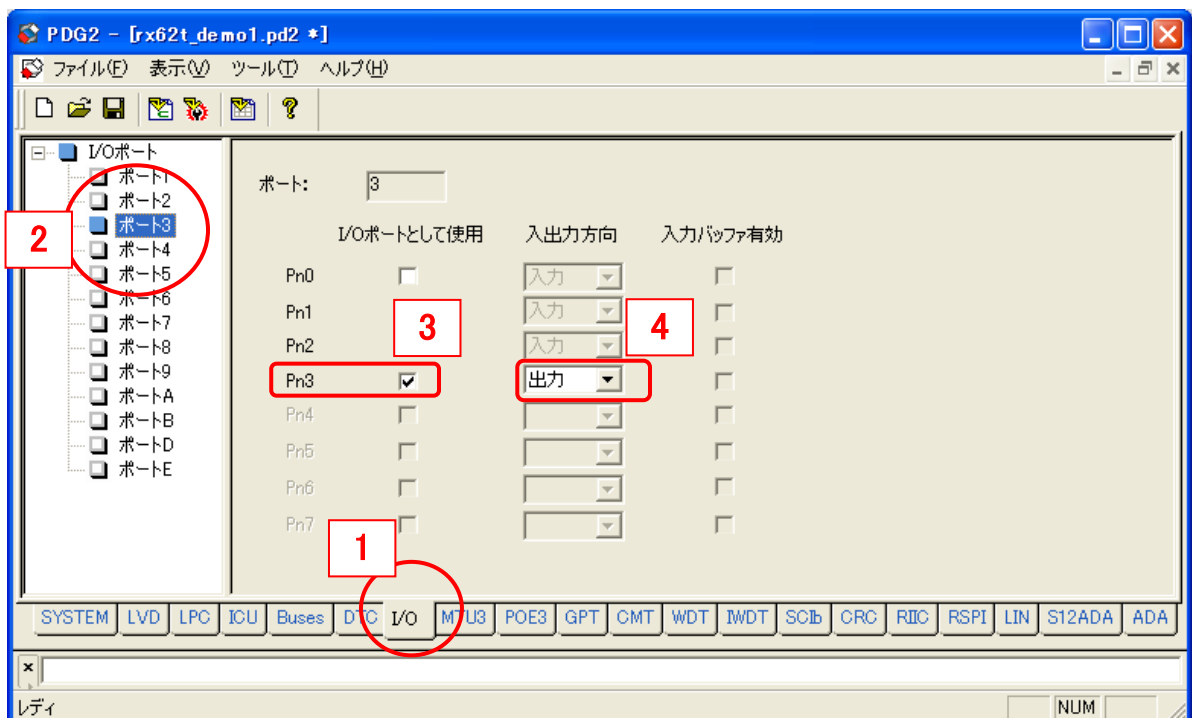 PDG2 - [rx62t_demo1.pd2 *]
ファイル(F) 表示(V) ツール(T) ヘルプ(H)
I/Oポート
ポート1
ポート2
ポート3
ポート4
ポート5
ポート6
ポート7
ポート8
ポート9
ポートA
ポートB
ポートD
ポートE
2
ポート: 3
I/Oポートとして使用 入出力方向 入力バッファ有効
Pn0 入力
Pn1 入力
3 4
Pn2 入力
Pn3 出力
Pn4
Pn5
Pn6
Pn7
1
SYSTEM LVD LPC ICU Buses DTC I/O MTU3 POE3 GPT CMT WDT IWDT SCIb CRC RIIC RSPI LIN S12ADA ADA
レディ NUM